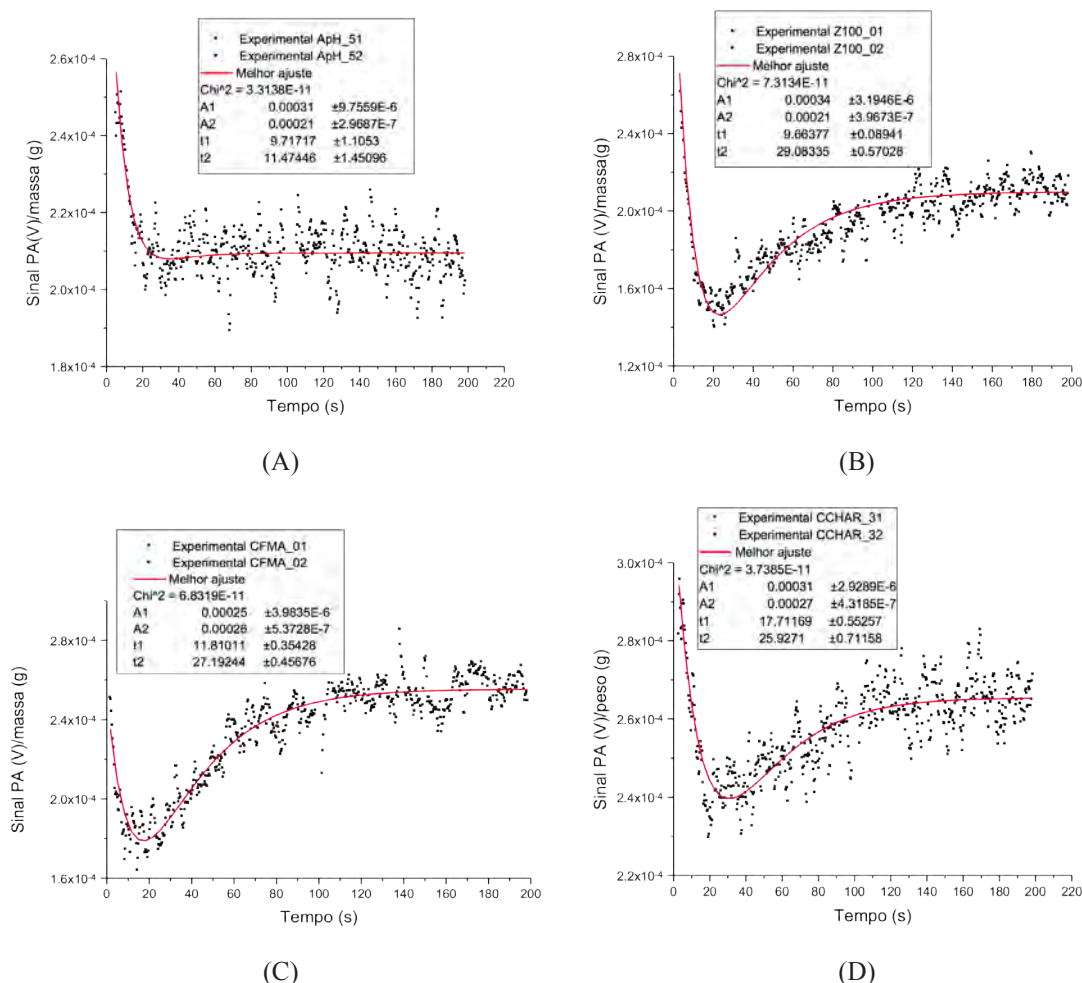 Experimental ApH_51
Experimental ApH_52
Melhor ajuste
Chi^2 = 3.3138E-11
A1 0.00031 ±9.7559E-6
A2 0.00021 ±2.9687E-7
t1 9.71717 ±1.1053
t2 11.47446 ±1.45096
2.6x10-4
2.4x10-4
2.2x10-4
2.0x10-4
1.8x10-4
Sinal PA(V)/massa (g)
0 20 40 60 80 100 120 140 160 180 200 220
Tempo (s)
(A)
Experimental Z100_01
Experimental Z100_02
Melhor ajuste
Chi^2 = 7.3134E-11
A1 0.00034 ±3.1946E-6
A2 0.00021 ±3.9673E-7
t1 9.66377 ±0.08941
t2 29.08335 ±0.57028
2.8x10-4
2.4x10-4
2.0x10-4
1.6x10-4
1.2x10-4
Sinal PA (V)/massa(g)
0 20 40 60 80 100 120 140 160 180 200
Tempo (s)
(B)
Experimental CFMA_01
Experimental CFMA_02
Melhor ajuste
Chi^2 = 6.8319E-11
A1 0.00025 ±3.9835E-6
A2 0.00026 ±5.3728E-7
t1 11.81011 ±0.35428
t2 27.19244 ±0.45676
2.8x10-4
2.4x10-4
2.0x10-4
1.6x10-4
Sinal PA (V)/massa (g)
0 20 40 60 80 100 120 140 160 180 200
Tempo (s)
(C)
Experimental CCHAR_31
Experimental CCHAR_32
Melhor ajuste
Chi^2 = 3.7385E-11
A1 0.00031 ±2.9289E-6
A2 0.00027 ±4.3185E-7
t1 17.71169 ±0.55257
t2 25.9271 ±0.71158
3.0x10-4
2.8x10-4
2.6x10-4
2.4x10-4
2.2x10-4
Sinal PA (V)/peso (g)
0 20 40 60 80 100 120 140 160 180 200 220
Tempo (s)
(D)